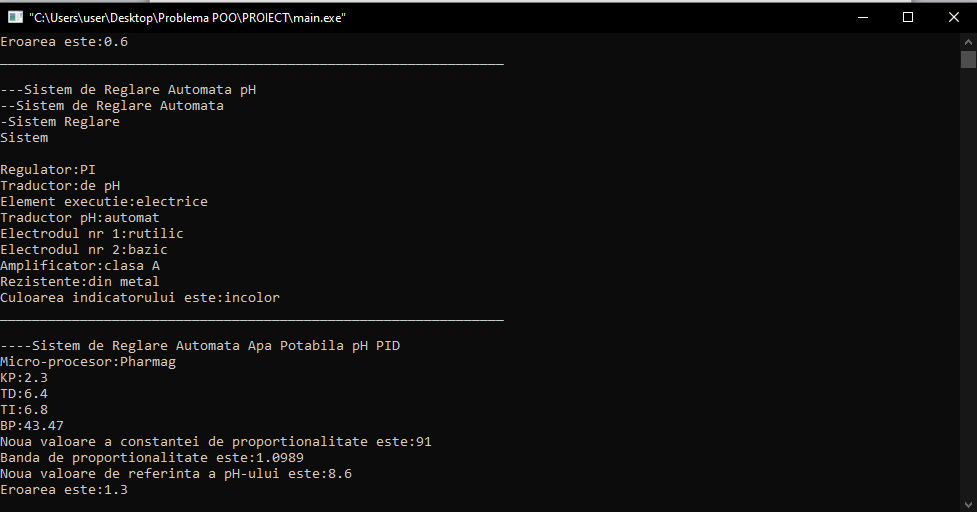 "C:\Users\user\Desktop\Problema POO\PROIECT\main.exe"
Eroarea este:0.6
_______________________________________________________________
---Sistem de Reglare Automata pH
--Sistem de Reglare Automata
-Sistem Reglare
Sistem
Regulator:PI
Traductor:de pH
Element executie:electrice
Traductor pH:automat
Electrodul nr 1:rutilic
Electrodul nr 2:bazic
Amplificator:clasa A
Rezistente:din metal
Culoarea indicatorului este:incolor
_______________________________________________________________
----Sistem de Reglare Automata Apa Potabila pH PID
Micro-procesor:Pharmag
KP:2.3
TD:6.4
TI:6.8
BP:43.47
Noua valoare a constantei de proportionalitate este:91
Banda de proportionalitate este:1.0989
Noua valoare de referinta a pH-ului este:8.6
Eroarea este:1.3